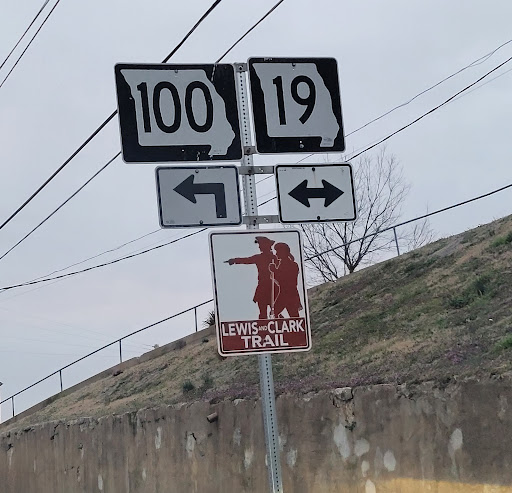 100
19
LEWIS AND CLARK
TRAIL